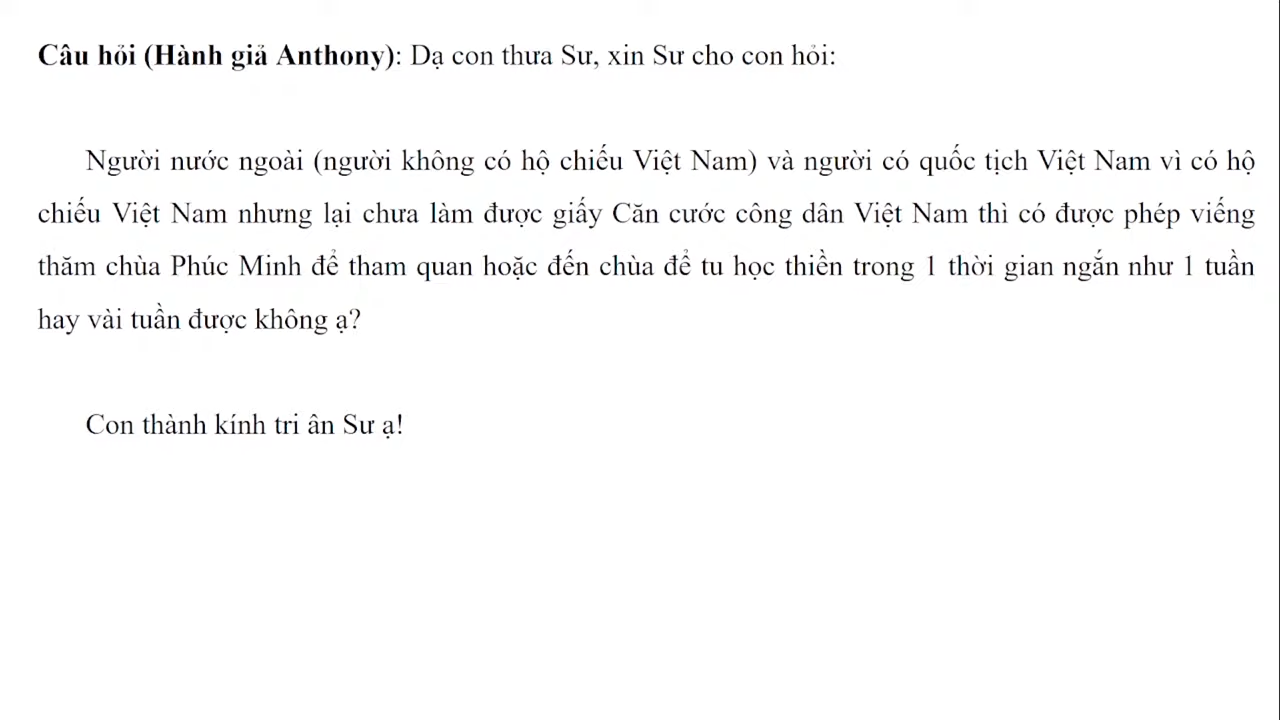 Câu hỏi (Hành giả Anthony): Dạ con thưa Sư, xin Sư cho con hỏi:
Người nước ngoài (người không có hộ chiếu Việt Nam) và người có quốc tịch Việt Nam vì có hộ
chiếu Việt Nam nhưng lại chưa làm được giấy Căn cước công dân Việt Nam thì có được phép viếng
thăm chùa Phúc Minh để tham quan hoặc đến chùa để tu học thiền trong 1 thời gian ngắn như 1 tuần
hay vài tuần được không ạ?
Con thành kính tri ân Sư ạ!